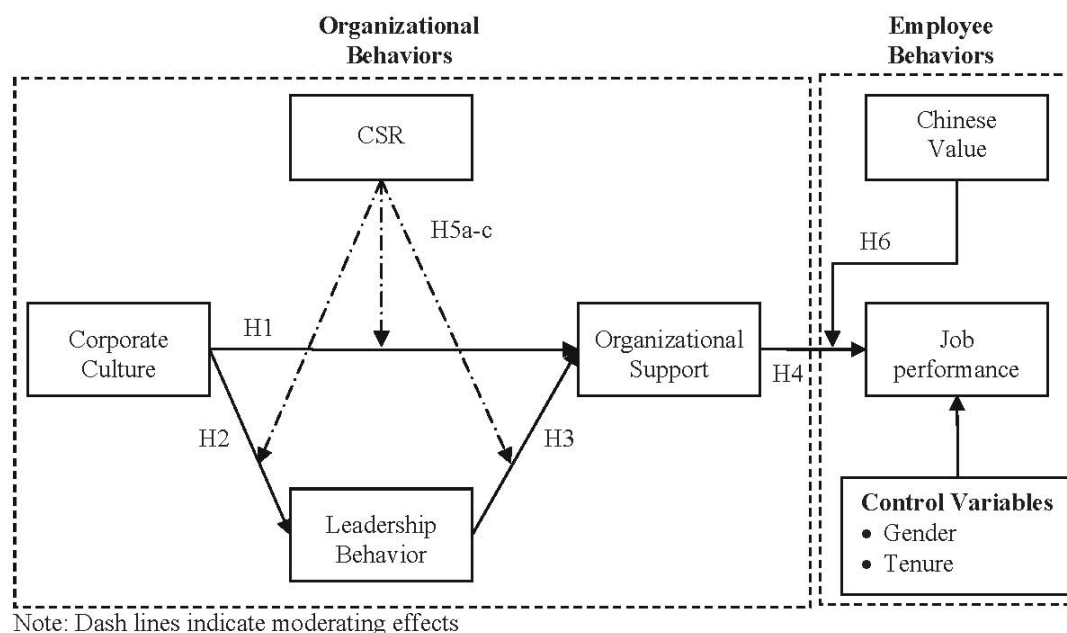 Organizational
Behaviors
Employee
Behaviors
CSR
Chinese
Value
H5a-c
H6
Corporate
Culture
H1
Organizational
Support
H4
Job
performance
H2
H3
Leadership
Behavior
Control Variables
● Gender
● Tenure
Note: Dash lines indicate moderating effects